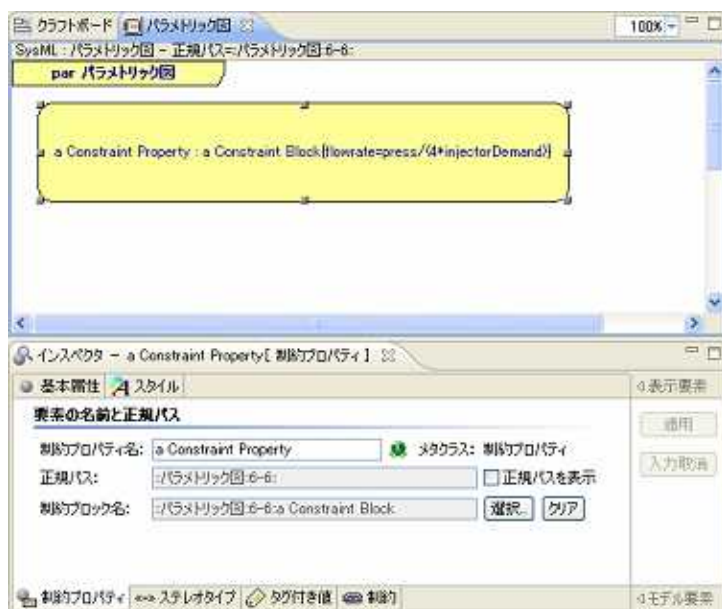 クラフトボード パラメトリック図 100%
SysML : パラメトリック図 - 正規パス=:パラメトリック図:6-6::
par パラメトリック図
a Constraint Property : a Constraint Block{flowrate=press/(4*injectorDemand)}
インスペクタ - a Constraint Property[ 制約プロパティ ]
基本属性 スタイル 表示要素
要素の名前と正規パス
適用
制約プロパティ名: a Constraint Property メタクラス: 制約プロパティ
入力取消
正規パス: ::パラメトリック図:6-6: 正規パスを表示
制約ブロック名: ::パラメトリック図:6-6:a Constraint Block 選択.. クリア
制約プロパティ ステレオタイプ タグ付き値 制約 モデル要素